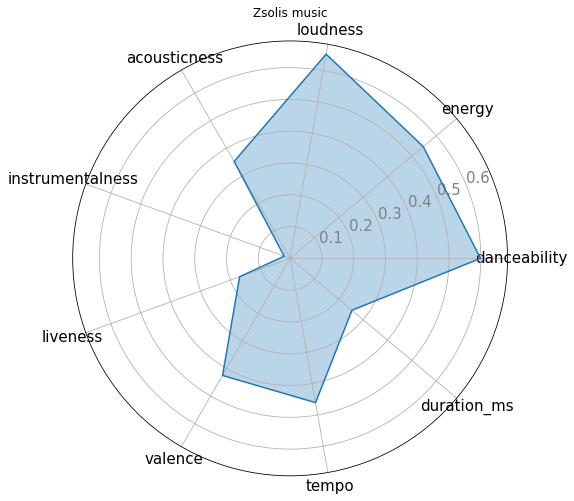 Zsolis music
loudness
acousticness
energy
instrumentalness
0.6
0.5
0.4
0.3
0.2
0.1
danceability
liveness
duration_ms
valence
tempo